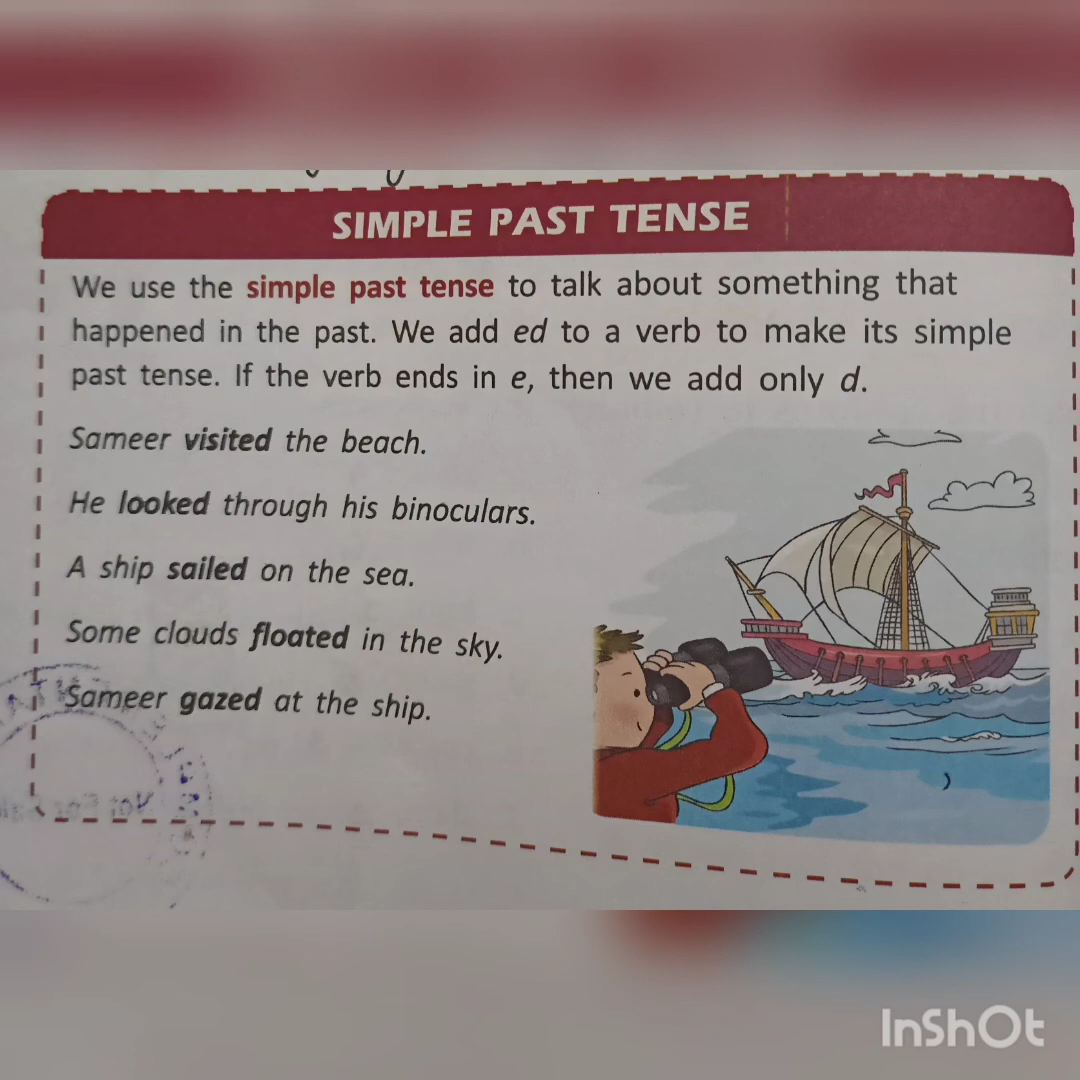 SIMPLE PAST TENSE
We use the simple past tense to talk about something that
happened in the past. We add ed to a verb to make its simple
past tense. If the verb ends in e, then we add only d.
Sameer visited the beach.
He looked through his binoculars.
A ship sailed on the sea.
Some clouds floated in the sky.
Sameer gazed at the ship.
InShOt